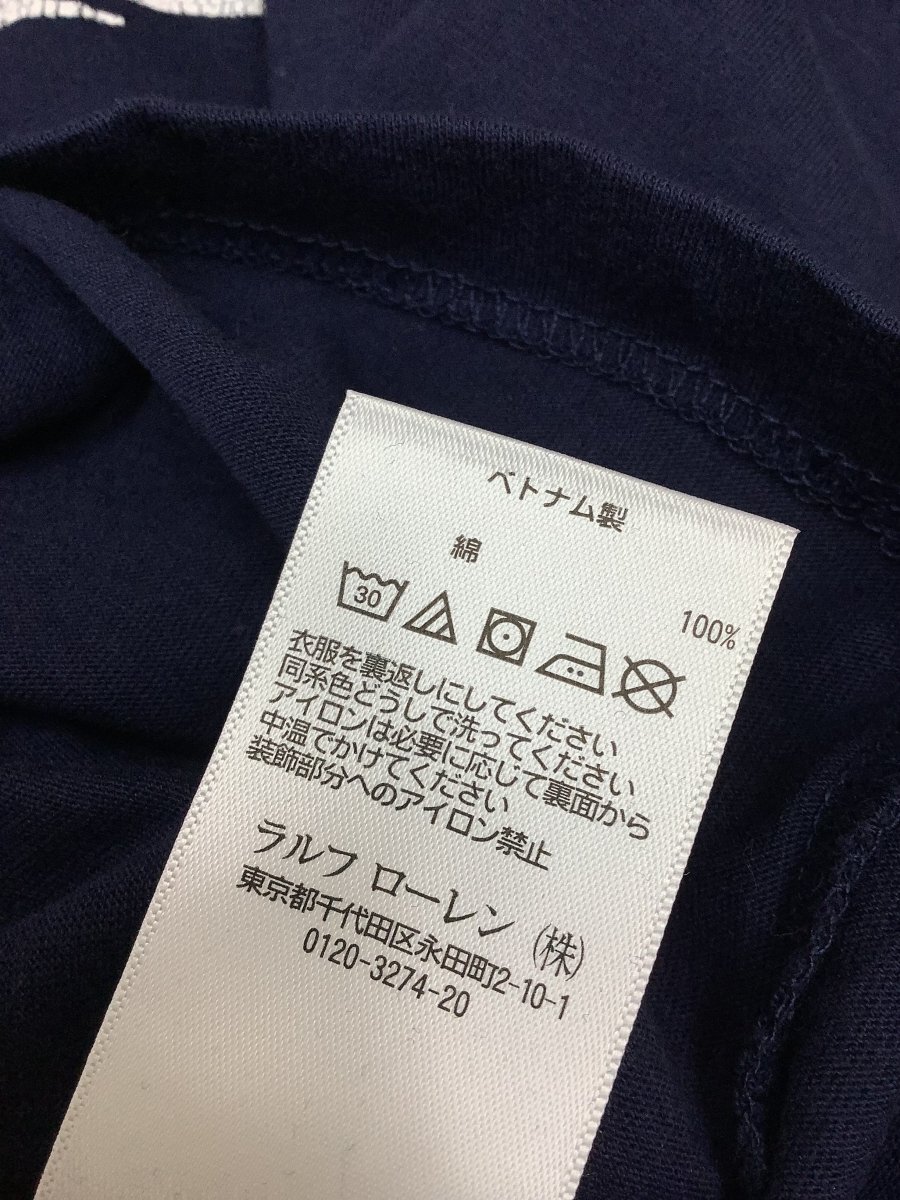 ベトナム製
綿 100%
30
衣服を裏返しにしてください
同系色どうしで洗ってください
アイロンは必要に応じて裏面から
中温でかけてください
装飾部分へのアイロン禁止
ラルフ ローレン (株)
東京都千代田区永田町2-10-1
0120-3274-20